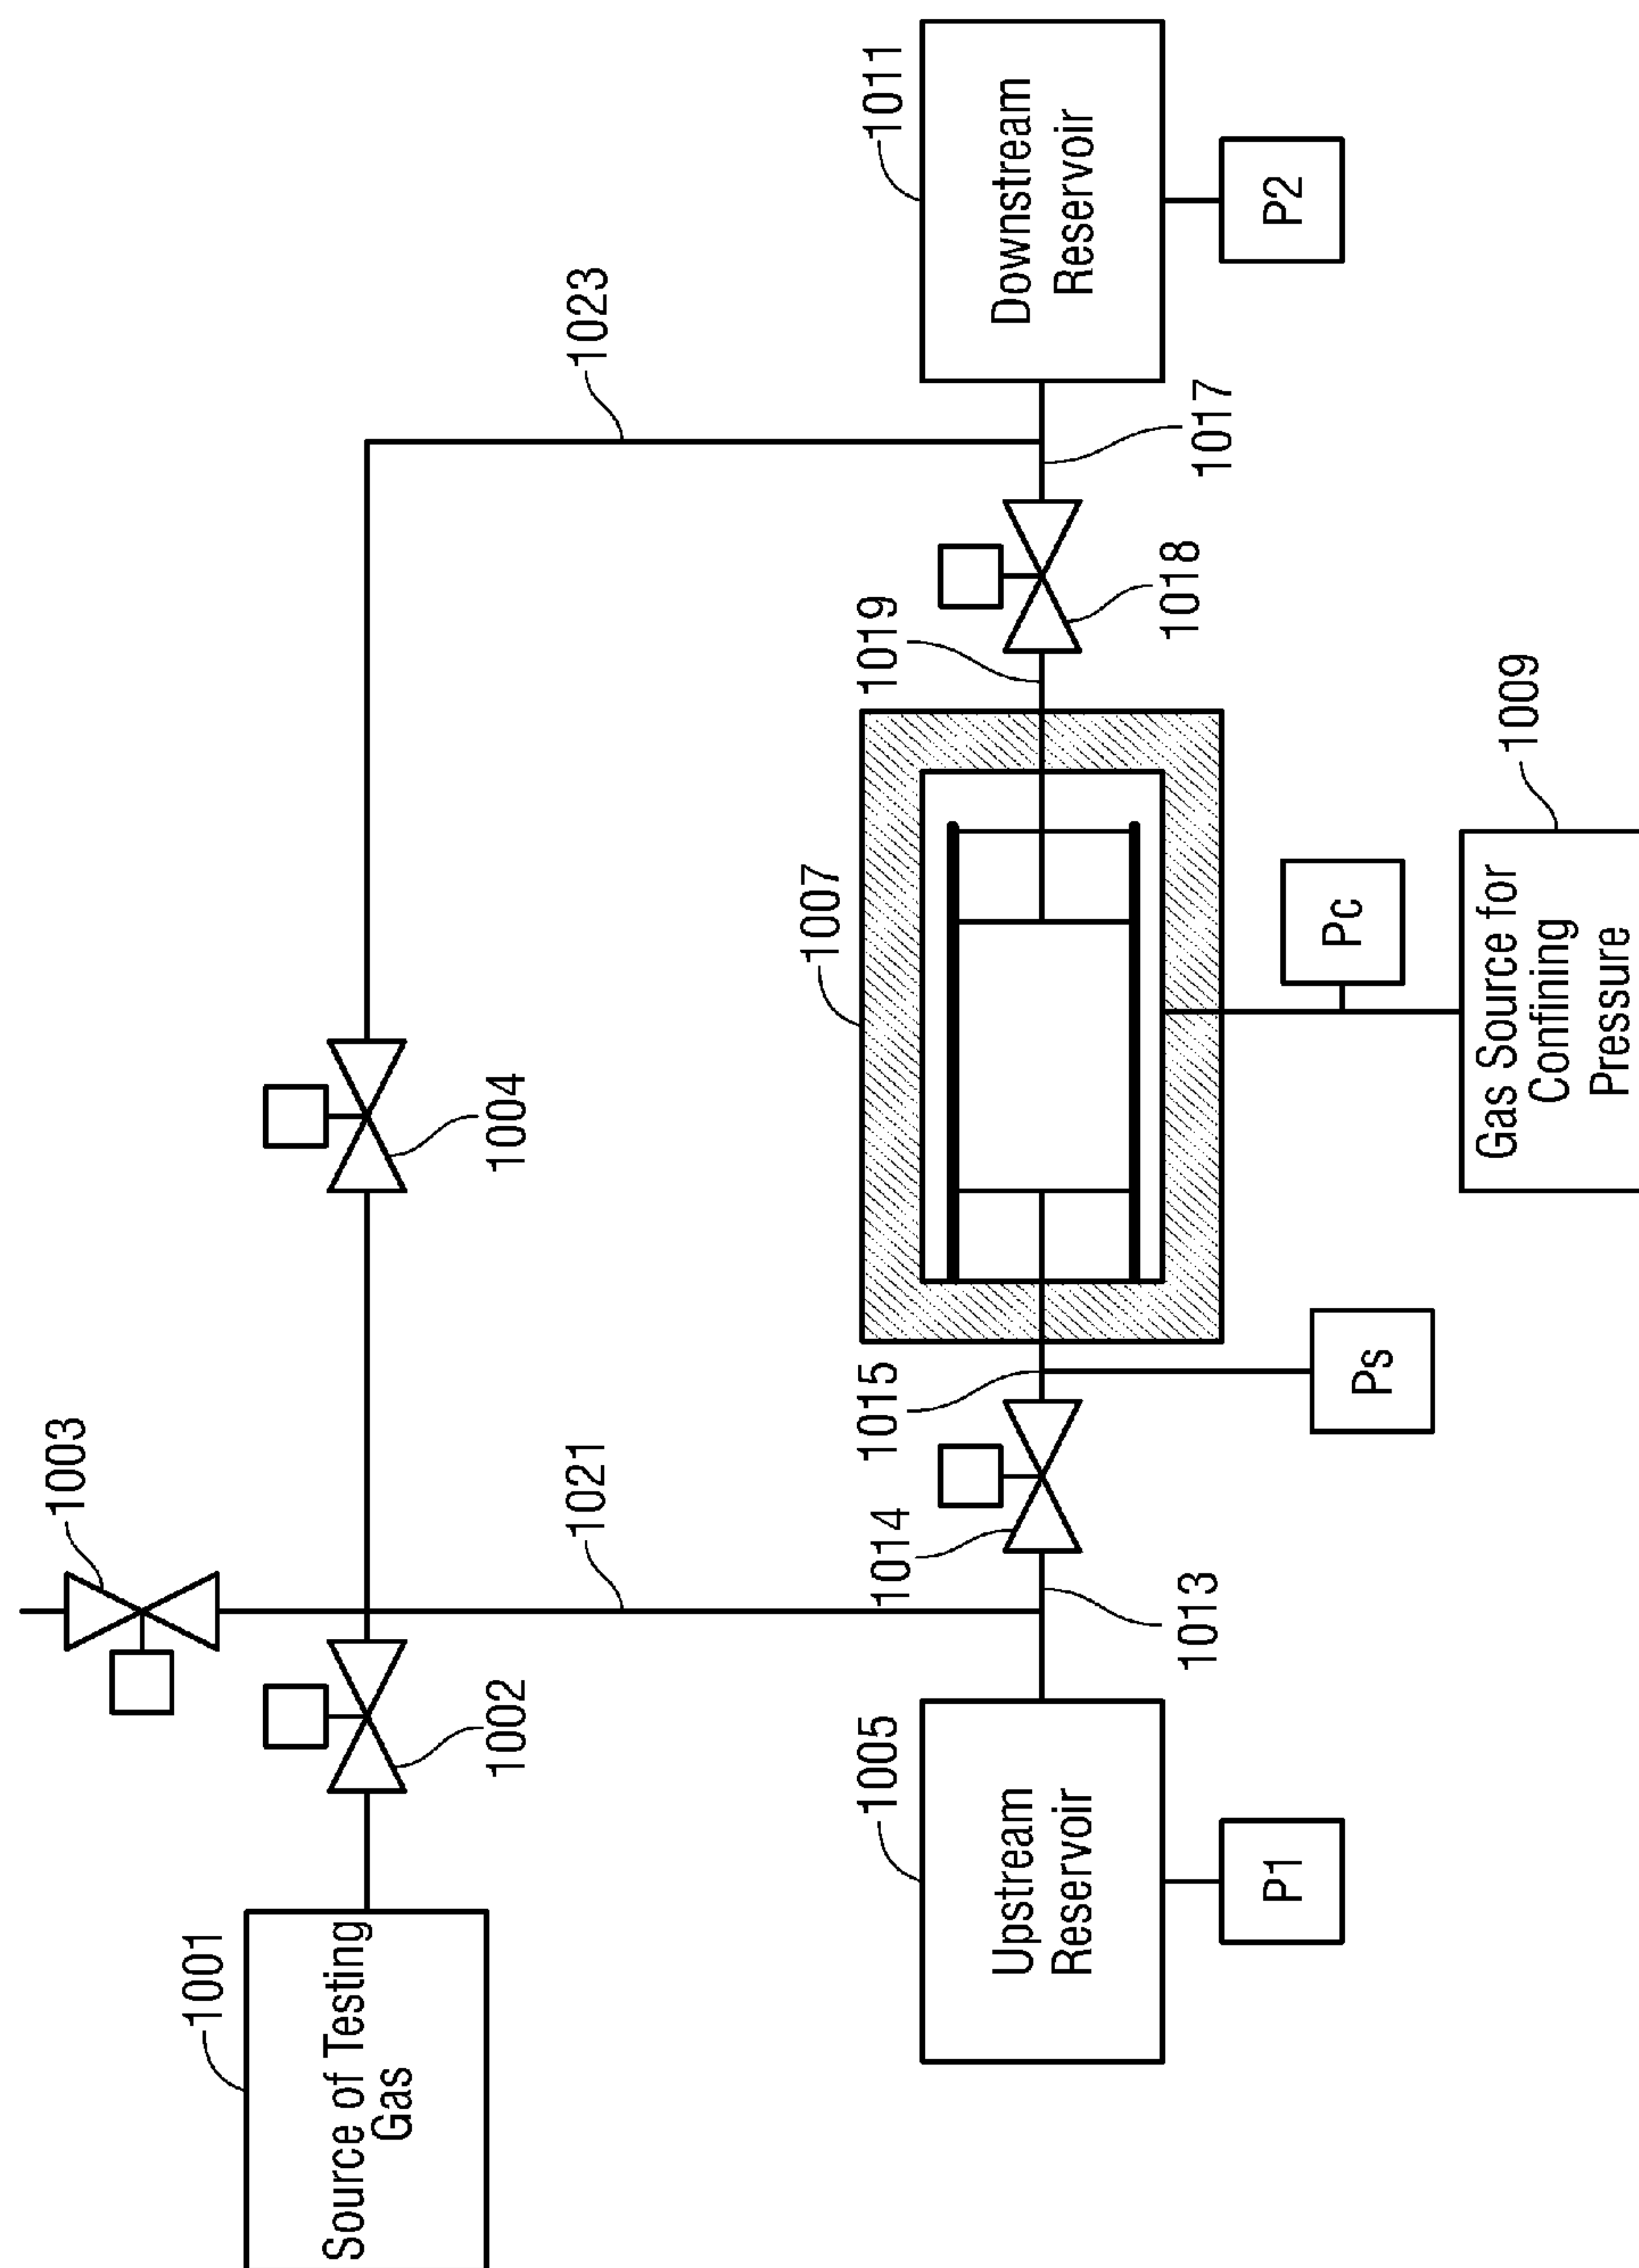 1003
1001
Source of Testing
Gas
1002
1004
1021
1023
1005
Upstream
Reservoir
P1
1013
1014
1015
Ps
1007
Pc
1009
Gas Source for
Confining
Pressure
1019
1018
1017
1011
Downstream
Reservoir
P2